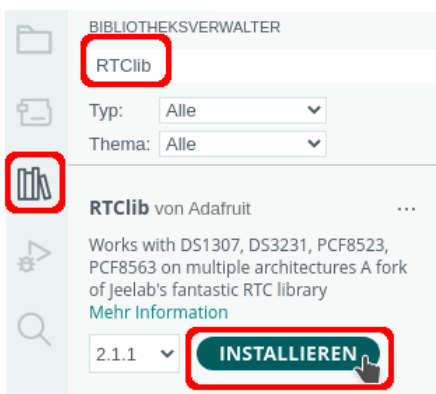 BIBLIOTHEKSVERWALTER
RTClib
Typ: Alle
Thema: Alle
RTClib von Adafruit ...
Works with DS1307, DS3231, PCF8523,
PCF8563 on multiple architectures A fork
of Jeelab's fantastic RTC library
Mehr Information
2.1.1 INSTALLIEREN